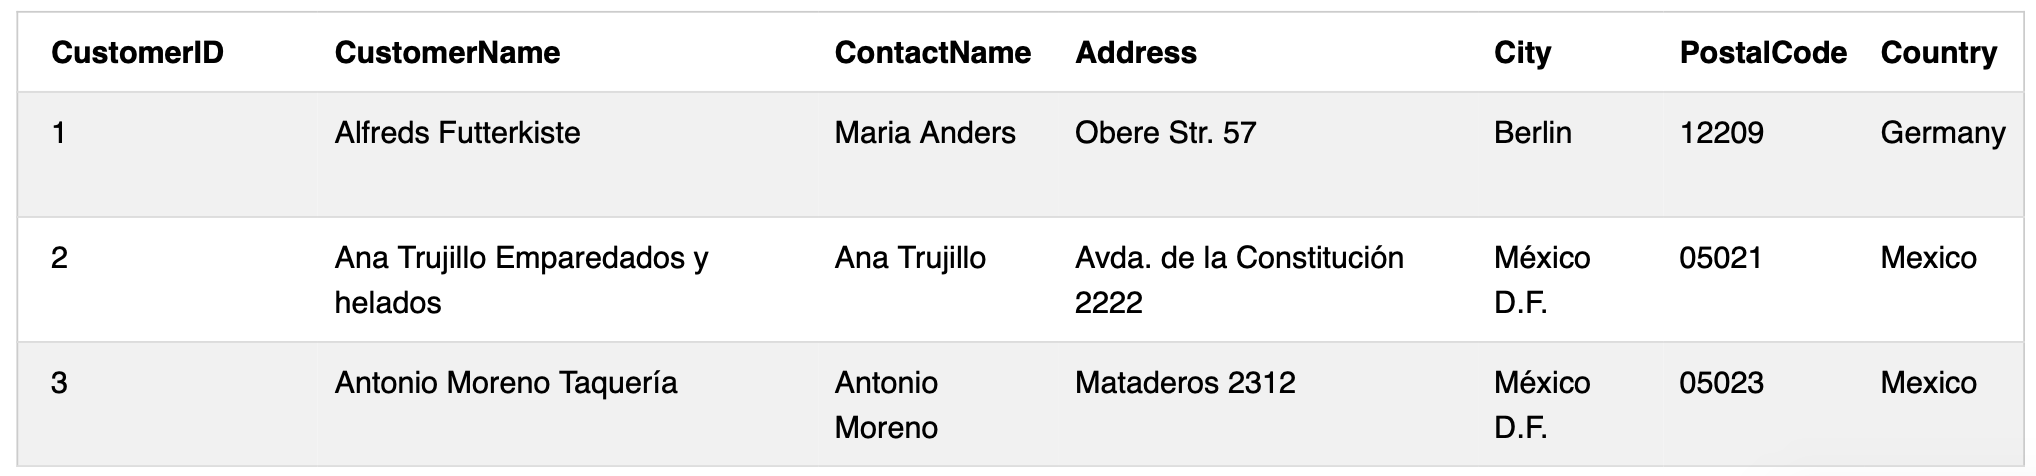 CustomerID CustomerName ContactName Address City PostalCode Country
1 Alfreds Futterkiste Maria Anders Obere Str. 57 Berlin 12209 Germany
2 Ana Trujillo Emparedados y Ana Trujillo Avda. de la Constitución México 05021 Mexico
helados 2222 D.F.
3 Antonio Moreno Taquería Antonio Mataderos 2312 México 05023 Mexico
Moreno D.F.